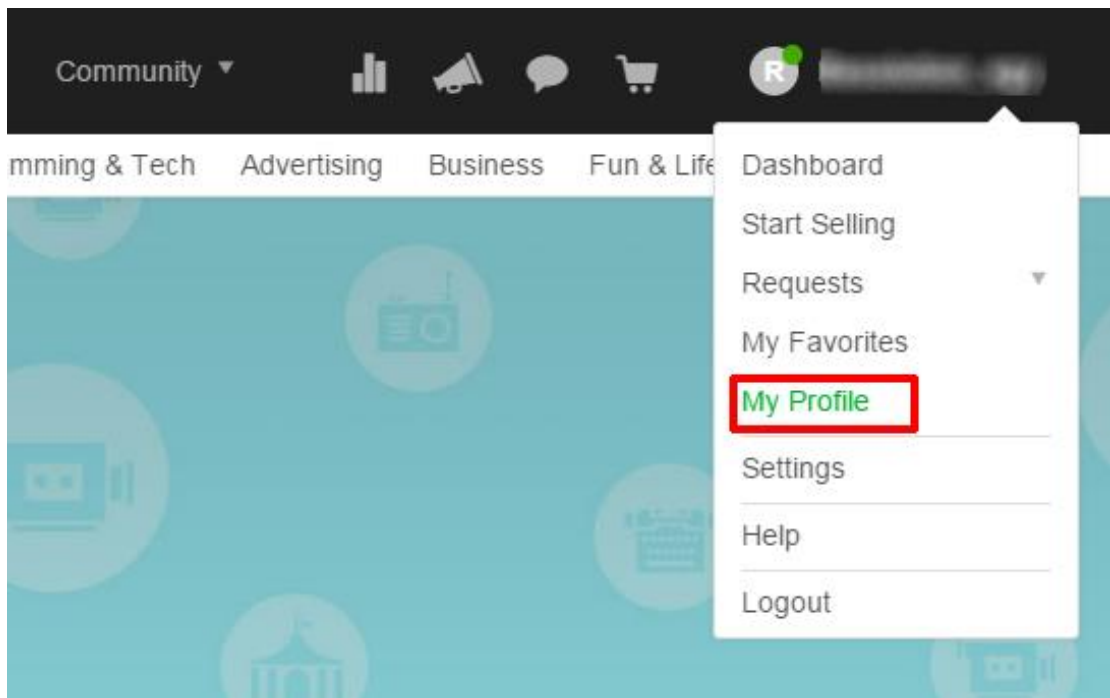 Community
R
mming & Tech Advertising Business Fun & Life
Dashboard
Start Selling
Requests
My Favorites
My Profile
Settings
Help
Logout